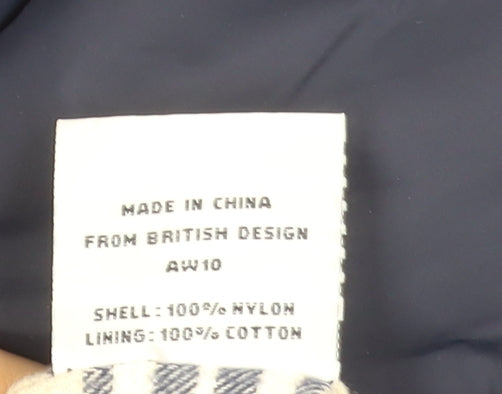 MADE IN CHINA
FROM BRITISH DESIGN
AW10
SHELL: 100% NYLON
LINING: 100% COTTON